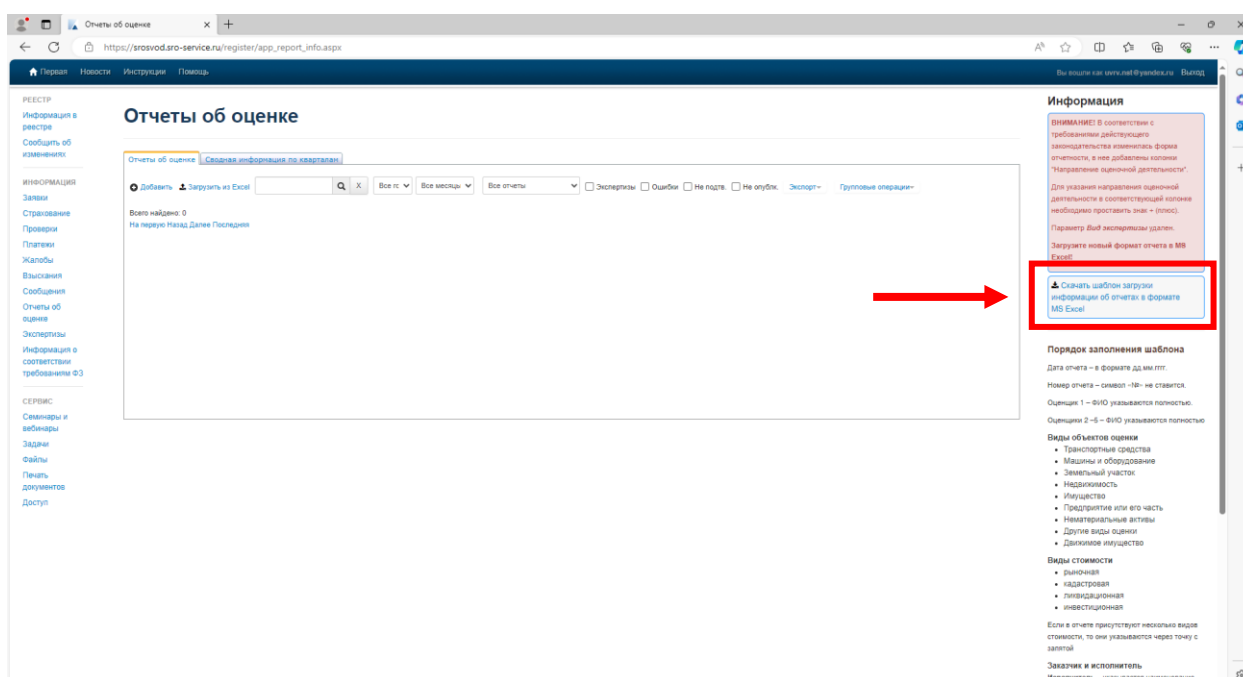 Отчеты об оценке
https://srosvod.sro-service.ru/register/app_report_info.aspx
Первая Новости Инструкции Помощь
Вы вошли как uvrv.net@yandex.ru Выход
РЕЕСТР
Информация в
реестре
Сообщить об
изменениях
ИНФОРМАЦИЯ
Заявки
Страхование
Проверки
Платежи
Жалобы
Взыскания
Сообщения
Отчеты об
оценке
Экспертизы
Информация о
соответствии
требованиям ФЗ
СЕРВИС
Семинары и
вебинары
Задачи
Файлы
Печать
документов
Доступ
Отчеты об оценке
Отчеты об оценке Сводная информация по кварталам
Добавить Загрузить из Excel X Все гс Все месяцы Все отчеты Экспертизы Ошибки Не подтв. Не опублк. Экспорт Групповые операции
Всего найдено: 0
На первую Назад Далее Последняя
Информация
ВНИМАНИЕ! В соответствии с
требованиями действующего
законодательства изменилась форма
отчетности, в нее добавлены колонки
"Направление оценочной деятельности".
Для указания направления оценочной
деятельности в соответствующей колонке
необходимо проставить знак + (плюс).
Параметр Вид экспертизы удален.
Загрузите новый формат отчета в MS
Excel!
Скачать шаблон загрузки
информации об отчетах в формате
MS Excel
Порядок заполнения шаблона
Дата отчета – в формате дд.мм.гггг.
Номер отчета – символ «№» не ставится.
Оценщик 1 – ФИО указываются полностью.
Оценщики 2 –5 – ФИО указываются полностью
Виды объектов оценки
• Транспортные средства
• Машины и оборудование
• Земельный участок
• Недвижимость
• Имущество
• Предприятие или его часть
• Нематериальные активы
• Другие виды оценки
• Движимое имущество
Виды стоимости
• рыночная
• кадастровая
• ликвидационная
• инвестиционная
Если в отчете присутствуют несколько видов
стоимости, то они указываются через точку с
запятой
Заказчик и исполнитель